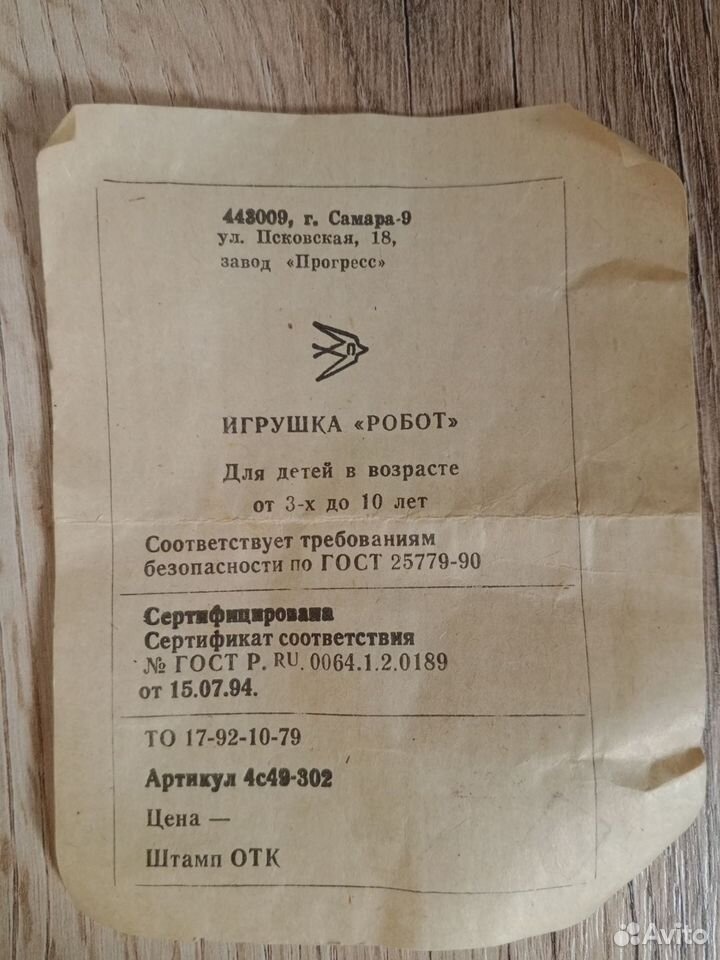 443009, г. Самара-9
ул. Псковская, 18,
завод «Прогресс»
П
ИГРУШКА «РОБОТ»
Для детей в возрасте
от 3-х до 10 лет
Соответствует требованиям
безопасности по ГОСТ 25779-90
Сертифицирована
Сертификат соответствия
№ ГОСТ Р. RU. 0064.1.2.0189
от 15.07.94.
ТО 17-92-10-79
Артикул 4с49-302
Цена —
Штамп ОТК
Avito